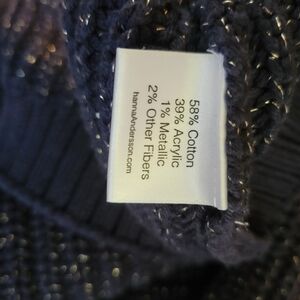 58% Cotton
39% Acrylic
1% Metallic
2% Other Fibers
hannaAndersson.com